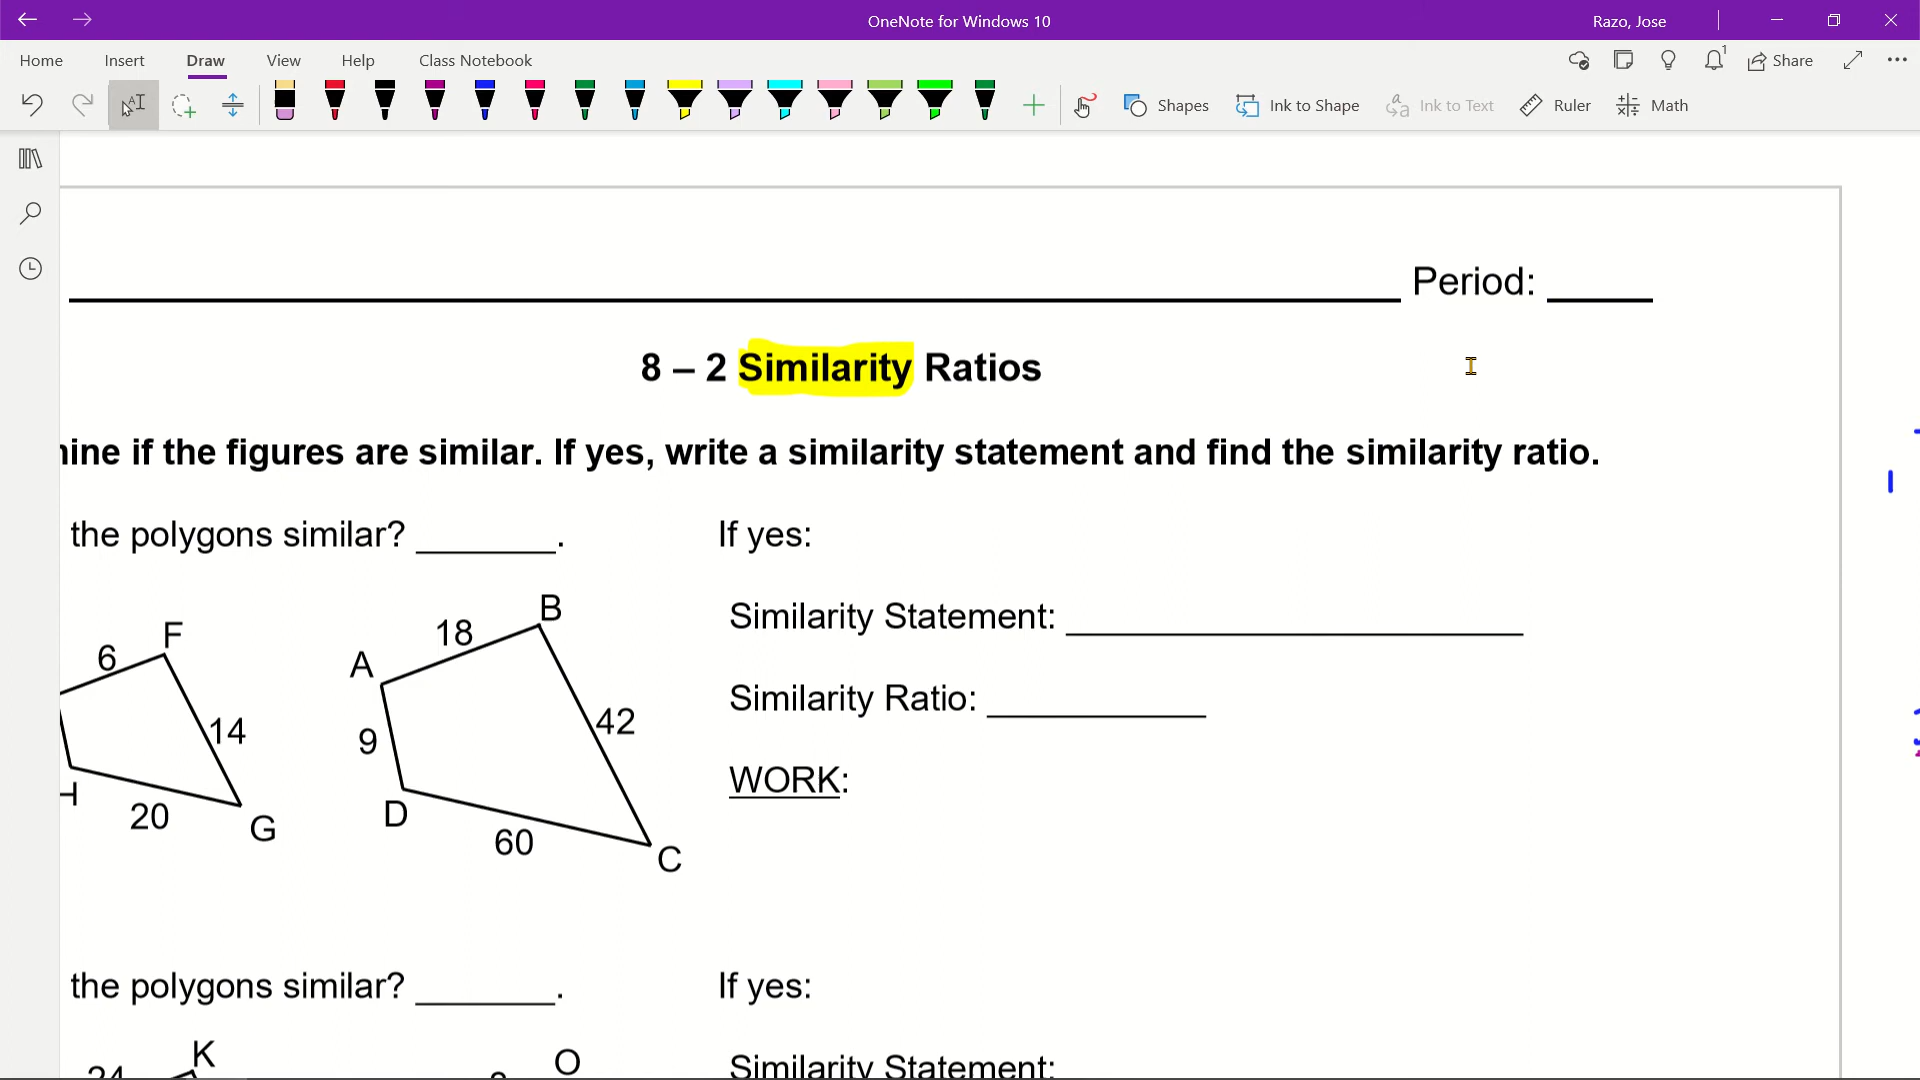 OneNote for Windows 10
Razo, Jose
Home Insert Draw View Help Class Notebook
1 Share
Shapes Ink to Shape Ink to Text Ruler Math
Period: _____
8 – 2 Similarity Ratios
if the figures are similar. If yes, write a similarity statement and find the similarity ratio.
the polygons similar? _______.
If yes:
6 F 14 20 G
A 18 B 42 9 D 60 C
Similarity Statement: _______________________
Similarity Ratio: ___________
WORK:
the polygons similar? _______.
If yes:
K O
Similarity Statement: